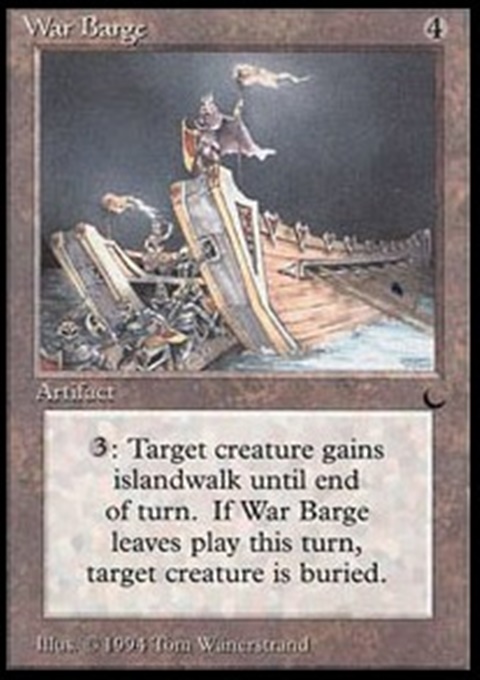 War Barge 4
Artifact
3: Target creature gains
islandwalk until end
of turn. If War Barge
leaves play this turn,
target creature is buried.
Illus. ©1994 Tom Wänerstrand